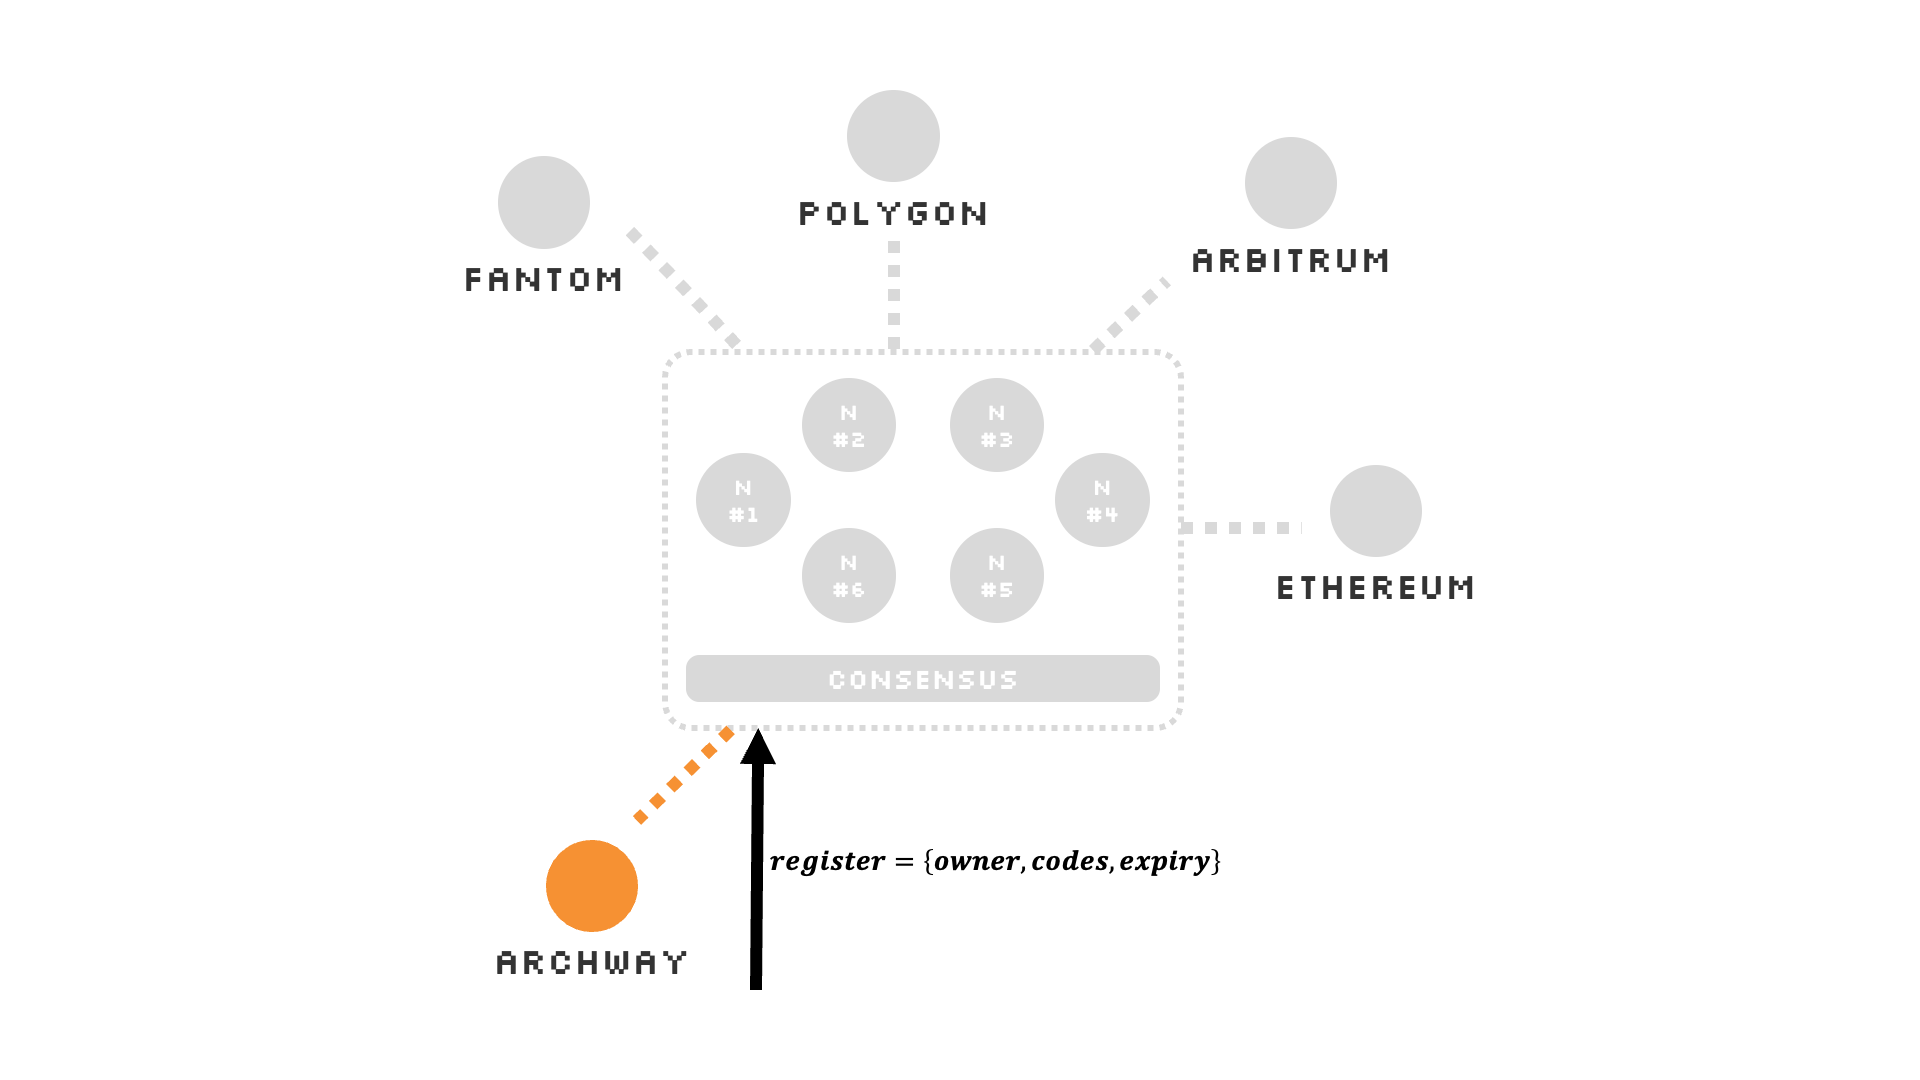 POLYGON
ARBITRUM
FANTOM
N
#2
N
#3
N
#1
N
#4
N
#6
N
#5
ETHEREUM
CONSENSUS
register = {owner, codes, expiry}
ARCHWAY